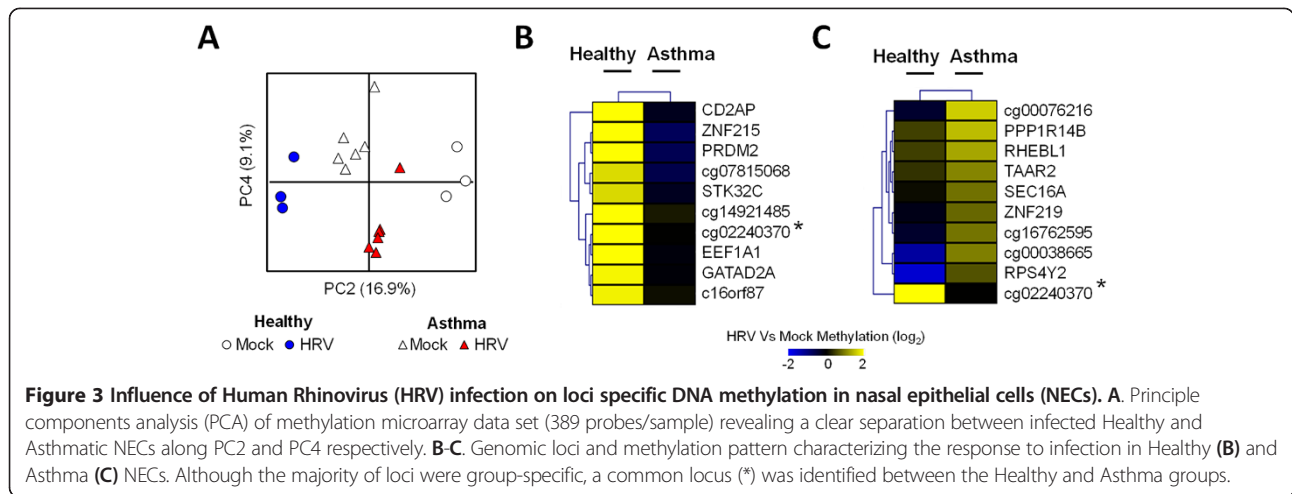 A
PC4 (9.1%)
PC2 (16.9%)
Healthy
Asthma
○ Mock ● HRV
△ Mock ▲ HRV
B
Healthy Asthma
CD2AP
ZNF215
PRDM2
cg07815068
STK32C
cg14921485
cg02240370 *
EEF1A1
GATAD2A
c16orf87
C
Healthy Asthma
cg00076216
PPP1R14B
RHEBL1
TAAR2
SEC16A
ZNF219
cg16762595
cg00038665
RPS4Y2
cg02240370 *
HRV Vs Mock Methylation (log2)
-2 0 2
Figure 3 Influence of Human Rhinovirus (HRV) infection on loci specific DNA methylation in nasal epithelial cells (NECs). A. Principle
components analysis (PCA) of methylation microarray data set (389 probes/sample) revealing a clear separation between infected Healthy and
Asthmatic NECs along PC2 and PC4 respectively. B-C. Genomic loci and methylation pattern characterizing the response to infection in Healthy (B) and
Asthma (C) NECs. Although the majority of loci were group-specific, a common locus (*) was identified between the Healthy and Asthma groups.